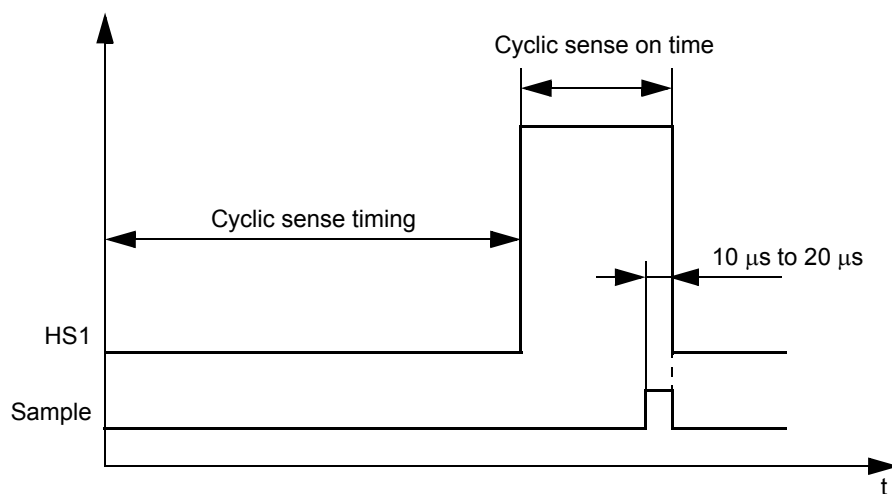 Cyclic sense on time
Cyclic sense timing
10 μs to 20 μs
HS1
Sample
t